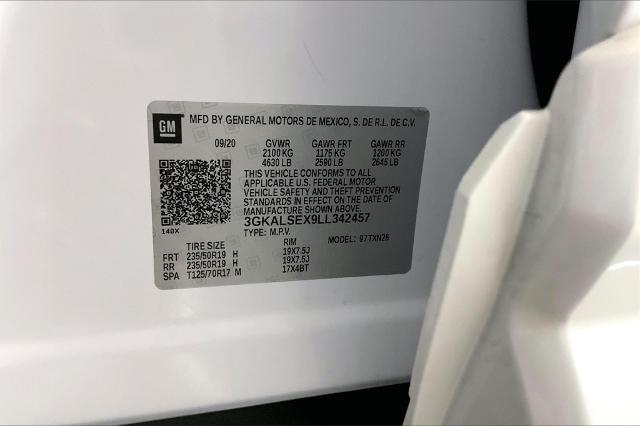 GM
MFD BY GENERAL MOTORS DE MEXICO, S. DE R.L. DE C.V.
09/20 GVWR GAWR FRT GAWR RR
2100 KG 1175 KG 1200 KG
4630 LB 2590 LB 2645 LB
THIS VEHICLE CONFORMS TO ALL
APPLICABLE U.S. FEDERAL MOTOR
VEHICLE SAFETY AND THEFT PREVENTION
STANDARDS IN EFFECT ON THE DATE OF
MANUFACTURE SHOWN ABOVE.
3GKALSEX9LL342457
140X TYPE: M.P.V. MODEL: 97TXN26
TIRE SIZE RIM
FRT 235/50R19 H 19X7.5J
RR 235/50R19 H 19X7.5J
SPA T125/70R17 M 17X4BT